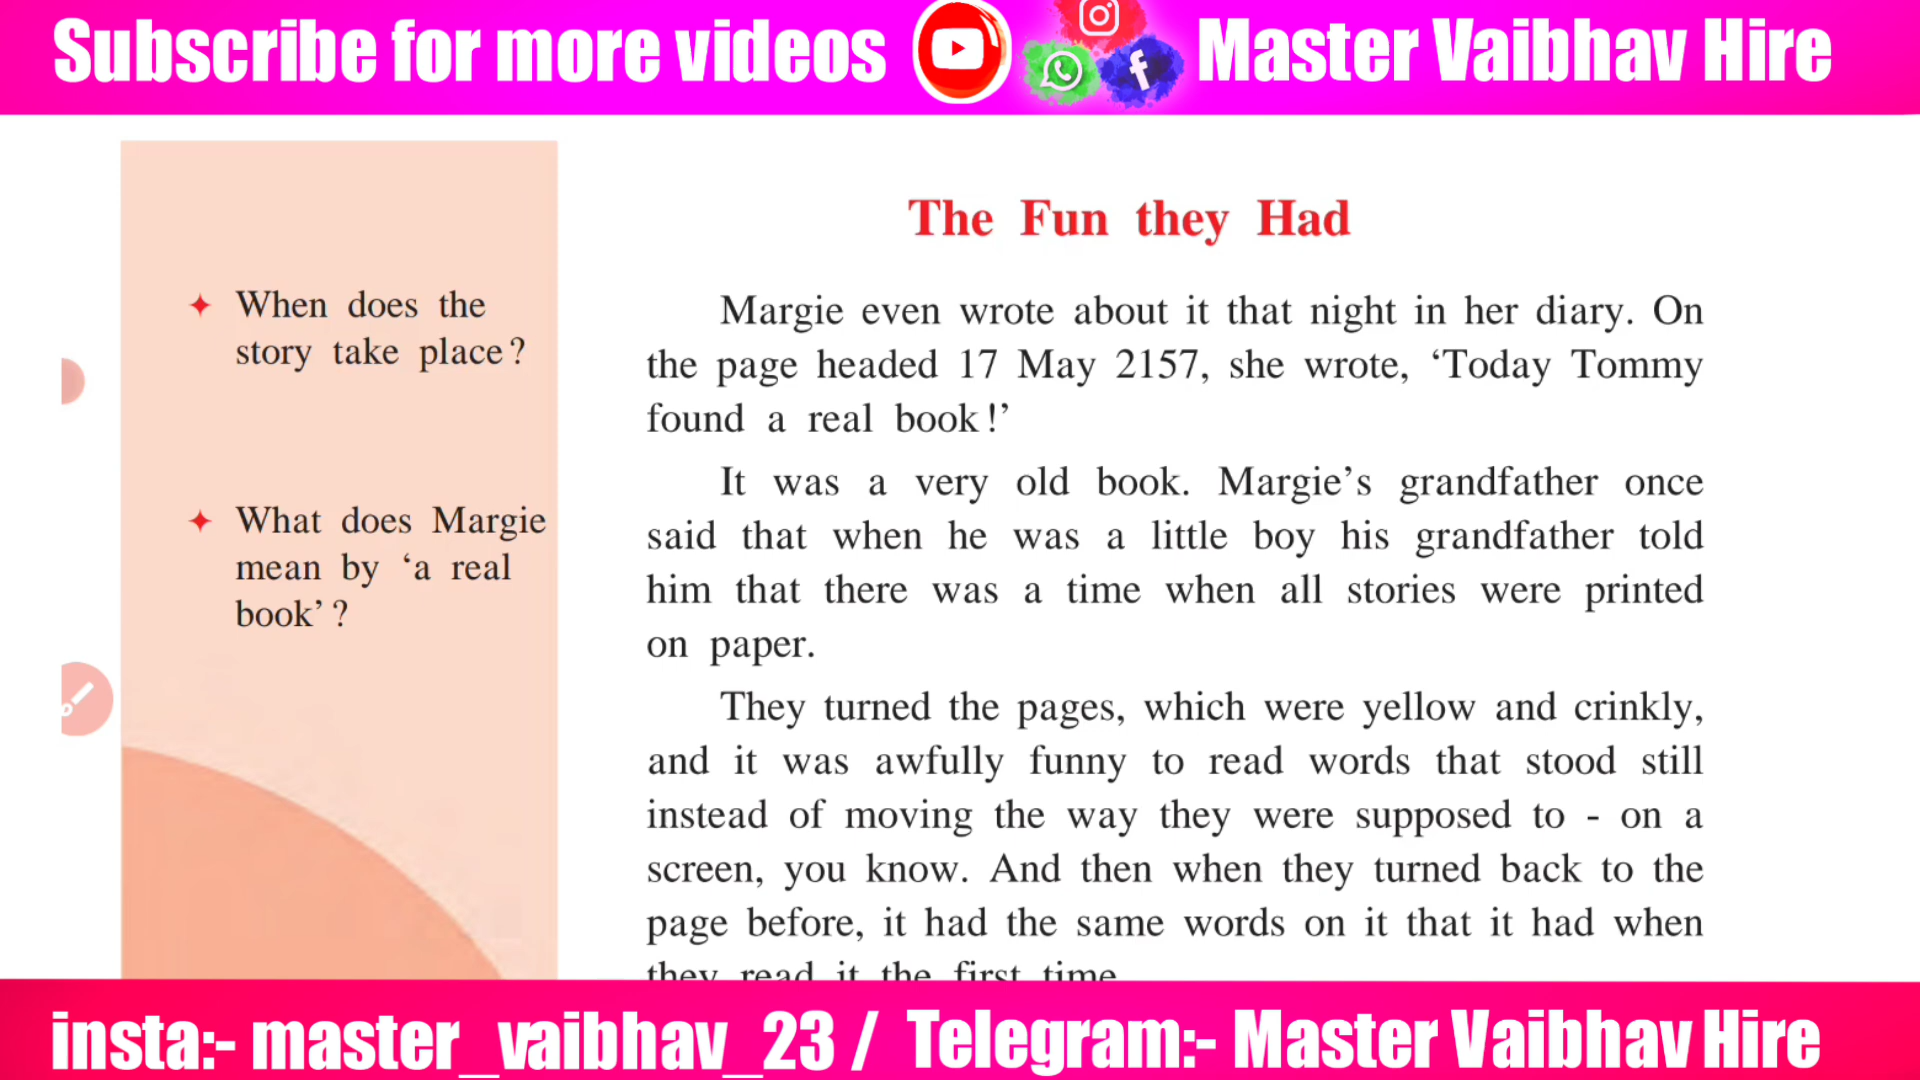 Subscribe for more videos Master Vaibhav Hire
When does the
story take place?
What does Margie
mean by ‘a real
book’?
The Fun they Had
Margie even wrote about it that night in her diary. On
the page headed 17 May 2157, she wrote, ‘Today Tommy
found a real book!’
It was a very old book. Margie’s grandfather once
said that when he was a little boy his grandfather told
him that there was a time when all stories were printed
on paper.
They turned the pages, which were yellow and crinkly,
and it was awfully funny to read words that stood still
instead of moving the way they were supposed to - on a
screen, you know. And then when they turned back to the
page before, it had the same words on it that it had when
they read it the first time.
insta:- master_vaibhav_23 / Telegram:- Master Vaibhav Hire